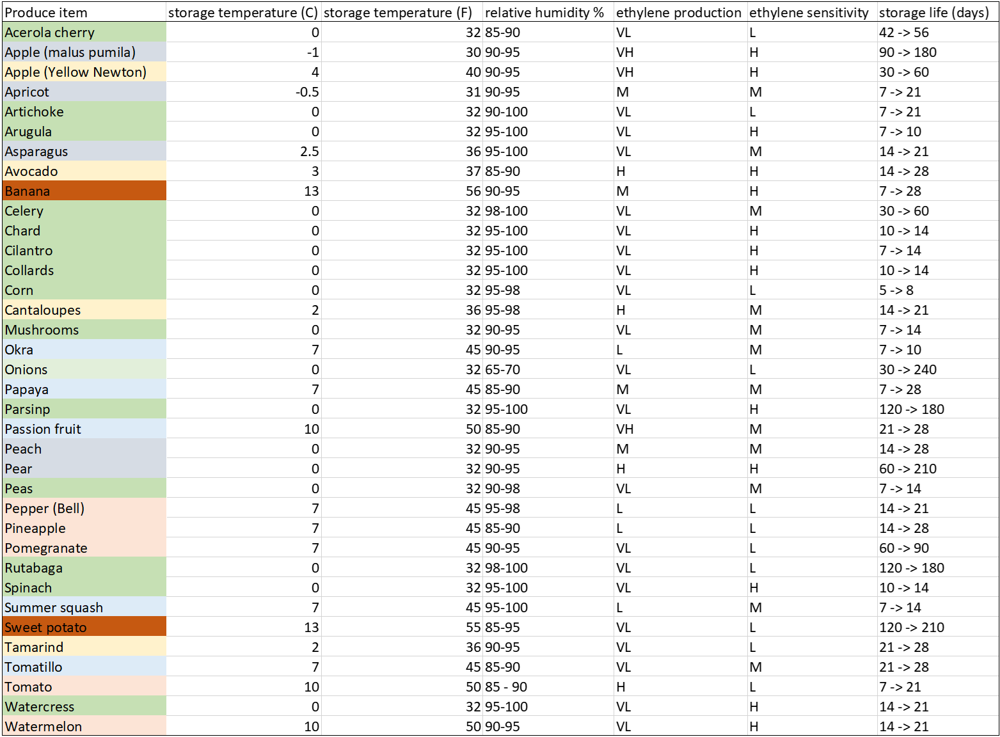 Produce item storage temperature (C) storage temperature (F) relative humidity % ethylene production ethylene sensitivity storage life (days)
Acerola cherry 0 32 85-90 VL L 42 -> 56
Apple (malus pumila) -1 30 90-95 VH H 90 -> 180
Apple (Yellow Newton) 4 40 90-95 VH H 30 -> 60
Apricot -0.5 31 90-95 M M 7 -> 21
Artichoke 0 32 90-100 VL L 7 -> 21
Arugula 0 32 95-100 VL H 7 -> 10
Asparagus 2.5 36 95-100 VL M 14 -> 21
Avocado 3 37 85-90 H H 14 -> 28
Banana 13 56 90-95 M H 7 -> 28
Celery 0 32 98-100 VL M 30 -> 60
Chard 0 32 95-100 VL H 10 -> 14
Cilantro 0 32 95-100 VL H 7 -> 14
Collards 0 32 95-100 VL H 10 -> 14
Corn 0 32 95-98 VL L 5 -> 8
Cantaloupes 2 36 95-98 H M 14 -> 21
Mushrooms 0 32 90-95 VL M 7 -> 14
Okra 7 45 90-95 L M 7 -> 10
Onions 0 32 65-70 VL L 30 -> 240
Papaya 7 45 85-90 M M 7 -> 28
Parsinp 0 32 95-100 VL H 120 -> 180
Passion fruit 10 50 85-90 VH M 21 -> 28
Peach 0 32 90-95 M M 14 -> 28
Pear 0 32 90-95 H H 60 -> 210
Peas 0 32 90-98 VL M 7 -> 14
Pepper (Bell) 7 45 95-98 L L 14 -> 21
Pineapple 7 45 85-90 L L 14 -> 28
Pomegranate 7 45 90-95 VL L 60 -> 90
Rutabaga 0 32 98-100 VL L 120 -> 180
Spinach 0 32 95-100 VL H 10 -> 14
Summer squash 7 45 95-100 L M 7 -> 14
Sweet potato 13 55 85-95 VL L 120 -> 210
Tamarind 2 36 90-95 VL L 21 -> 28
Tomatillo 7 45 85-90 VL M 21 -> 28
Tomato 10 50 85 - 90 H L 7 -> 21
Watercress 0 32 95-100 VL H 14 -> 21
Watermelon 10 50 90-95 VL H 14 -> 21